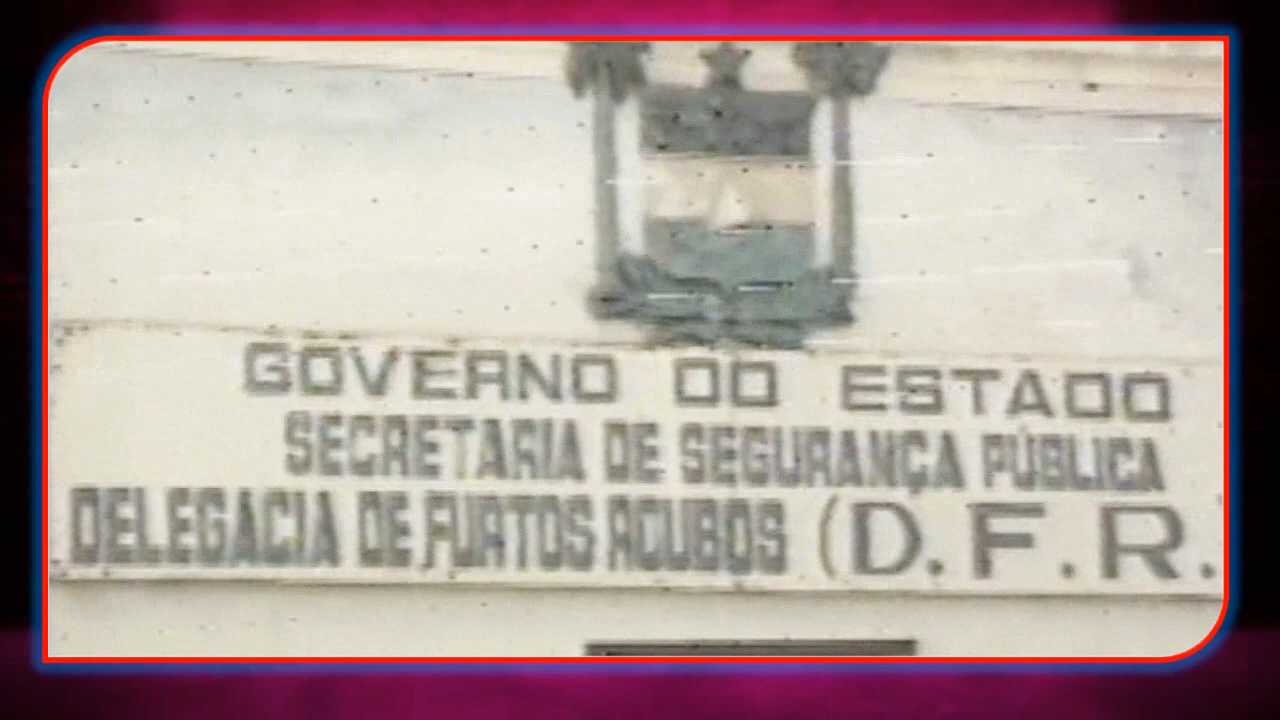 GOVERNO DO ESTADO
SECRETARIA DE SEGURANÇA PÚBLICA
DELEGACIA DE FURTOS ROUBOS (D.F.R.